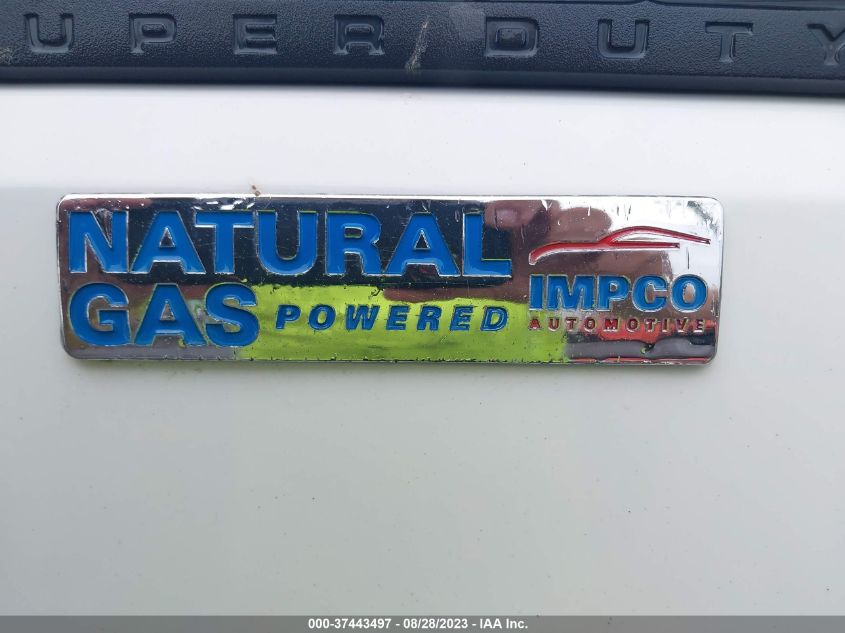 UPER DUTY
NATURAL
GAS POWERED
IMPCO
AUTOMOTIVE
000-37443497 - 08/28/2023 - IAA Inc.